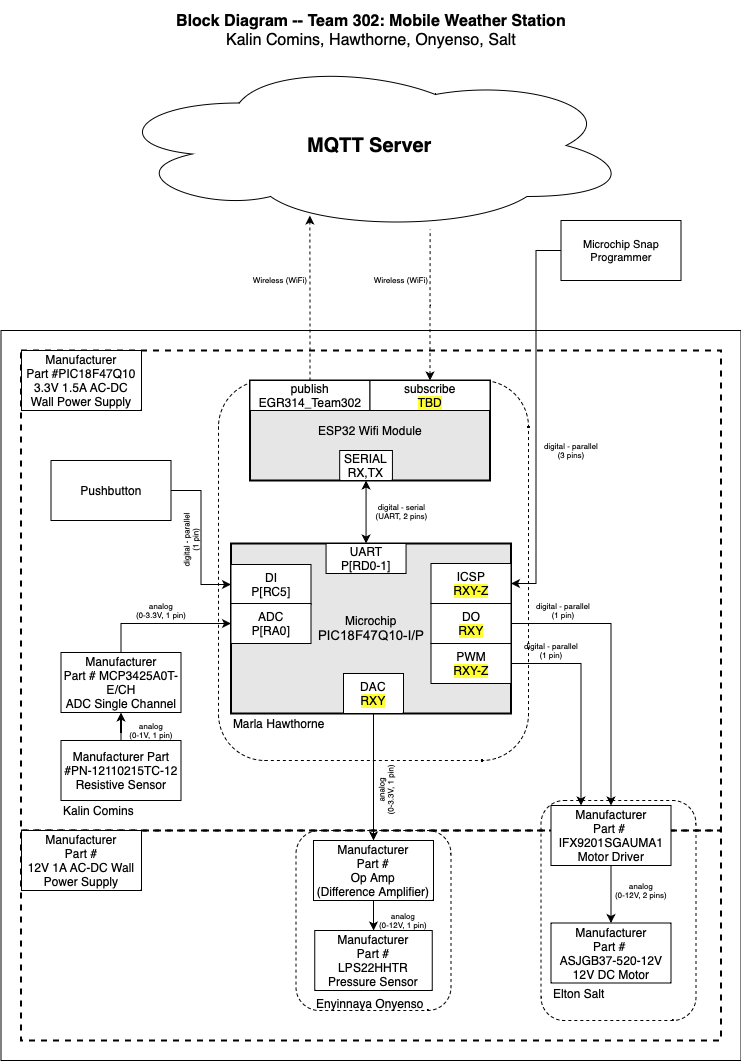 Block Diagram -- Team 302: Mobile Weather Station
Kalin Comins, Hawthorne, Onyenso, Salt
MQTT Server
Microchip Snap
Programmer
Wireless (WiFi)
Wireless (WiFi)
Manufacturer
Part #PIC18F47Q10
3.3V 1.5A AC-DC
Wall Power Supply
publish
EGR314_Team302
subscribe
TBD
ESP32 Wifi Module
SERIAL
RX,TX
digital - parallel
(3 pins)
Pushbutton
digital - serial
(UART, 2 pins)
digital - parallel
(1 pin)
UART
P[RD0-1]
DI
P[RC5]
ICSP
RXY-Z
analog
(0-3.3V, 1 pin)
ADC
P[RA0]
Microchip
PIC18F47Q10-I/P
DO
RXY
digital - parallel
(1 pin)
PWM
RXY-Z
digital - parallel
(1 pin)
Manufacturer
Part # MCP3425A0T-
E/CH
ADC Single Channel
DAC
RXY
Marla Hawthorne
analog
(0-1V, 1 pin)
Manufacturer Part
#PN-12110215TC-12
Resistive Sensor
Kalin Comins
analog
(0-3.3V, 1 pin)
Manufacturer
Part #
12V 1A AC-DC Wall
Power Supply
Manufacturer
Part #
Op Amp
(Difference Amplifier)
Manufacturer
Part #
IFX9201SGAUMA1
Motor Driver
analog
(0-12V, 1 pin)
analog
(0-12V, 2 pins)
Manufacturer
Part #
LPS22HHTR
Pressure Sensor
Enyinnaya Onyenso
Manufacturer
Part #
ASJGB37-520-12V
12V DC Motor
Elton Salt